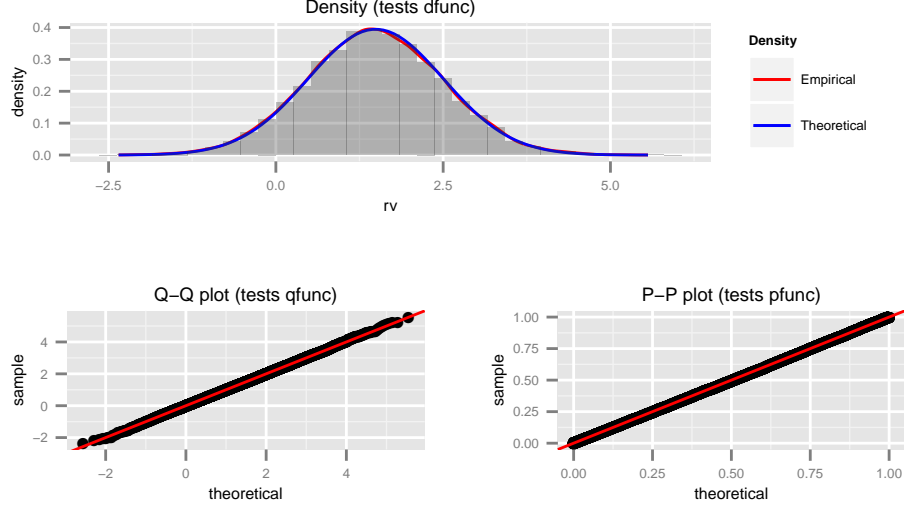 Density (tests dfunc)
0.4
0.3
0.2
0.1
0.0
density
−2.5
0.0
2.5
5.0
rv
Density
Empirical
Theoretical
Q−Q plot (tests qfunc)
4
2
0
−2
sample
−2
0
2
4
theoretical
P−P plot (tests pfunc)
1.00
0.75
0.50
0.25
0.00
sample
0.00
0.25
0.50
0.75
1.00
theoretical